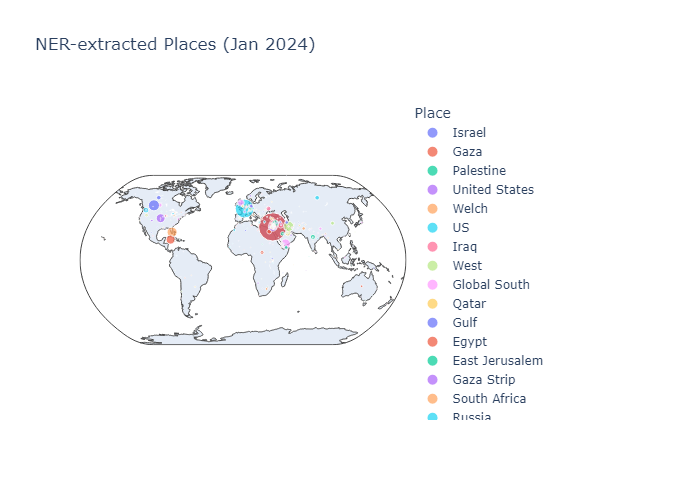 NER-extracted Places (Jan 2024)
Place
Israel
Gaza
Palestine
United States
Welch
US
Iraq
West
Global South
Qatar
Gulf
Egypt
East Jerusalem
Gaza Strip
South Africa
Russia